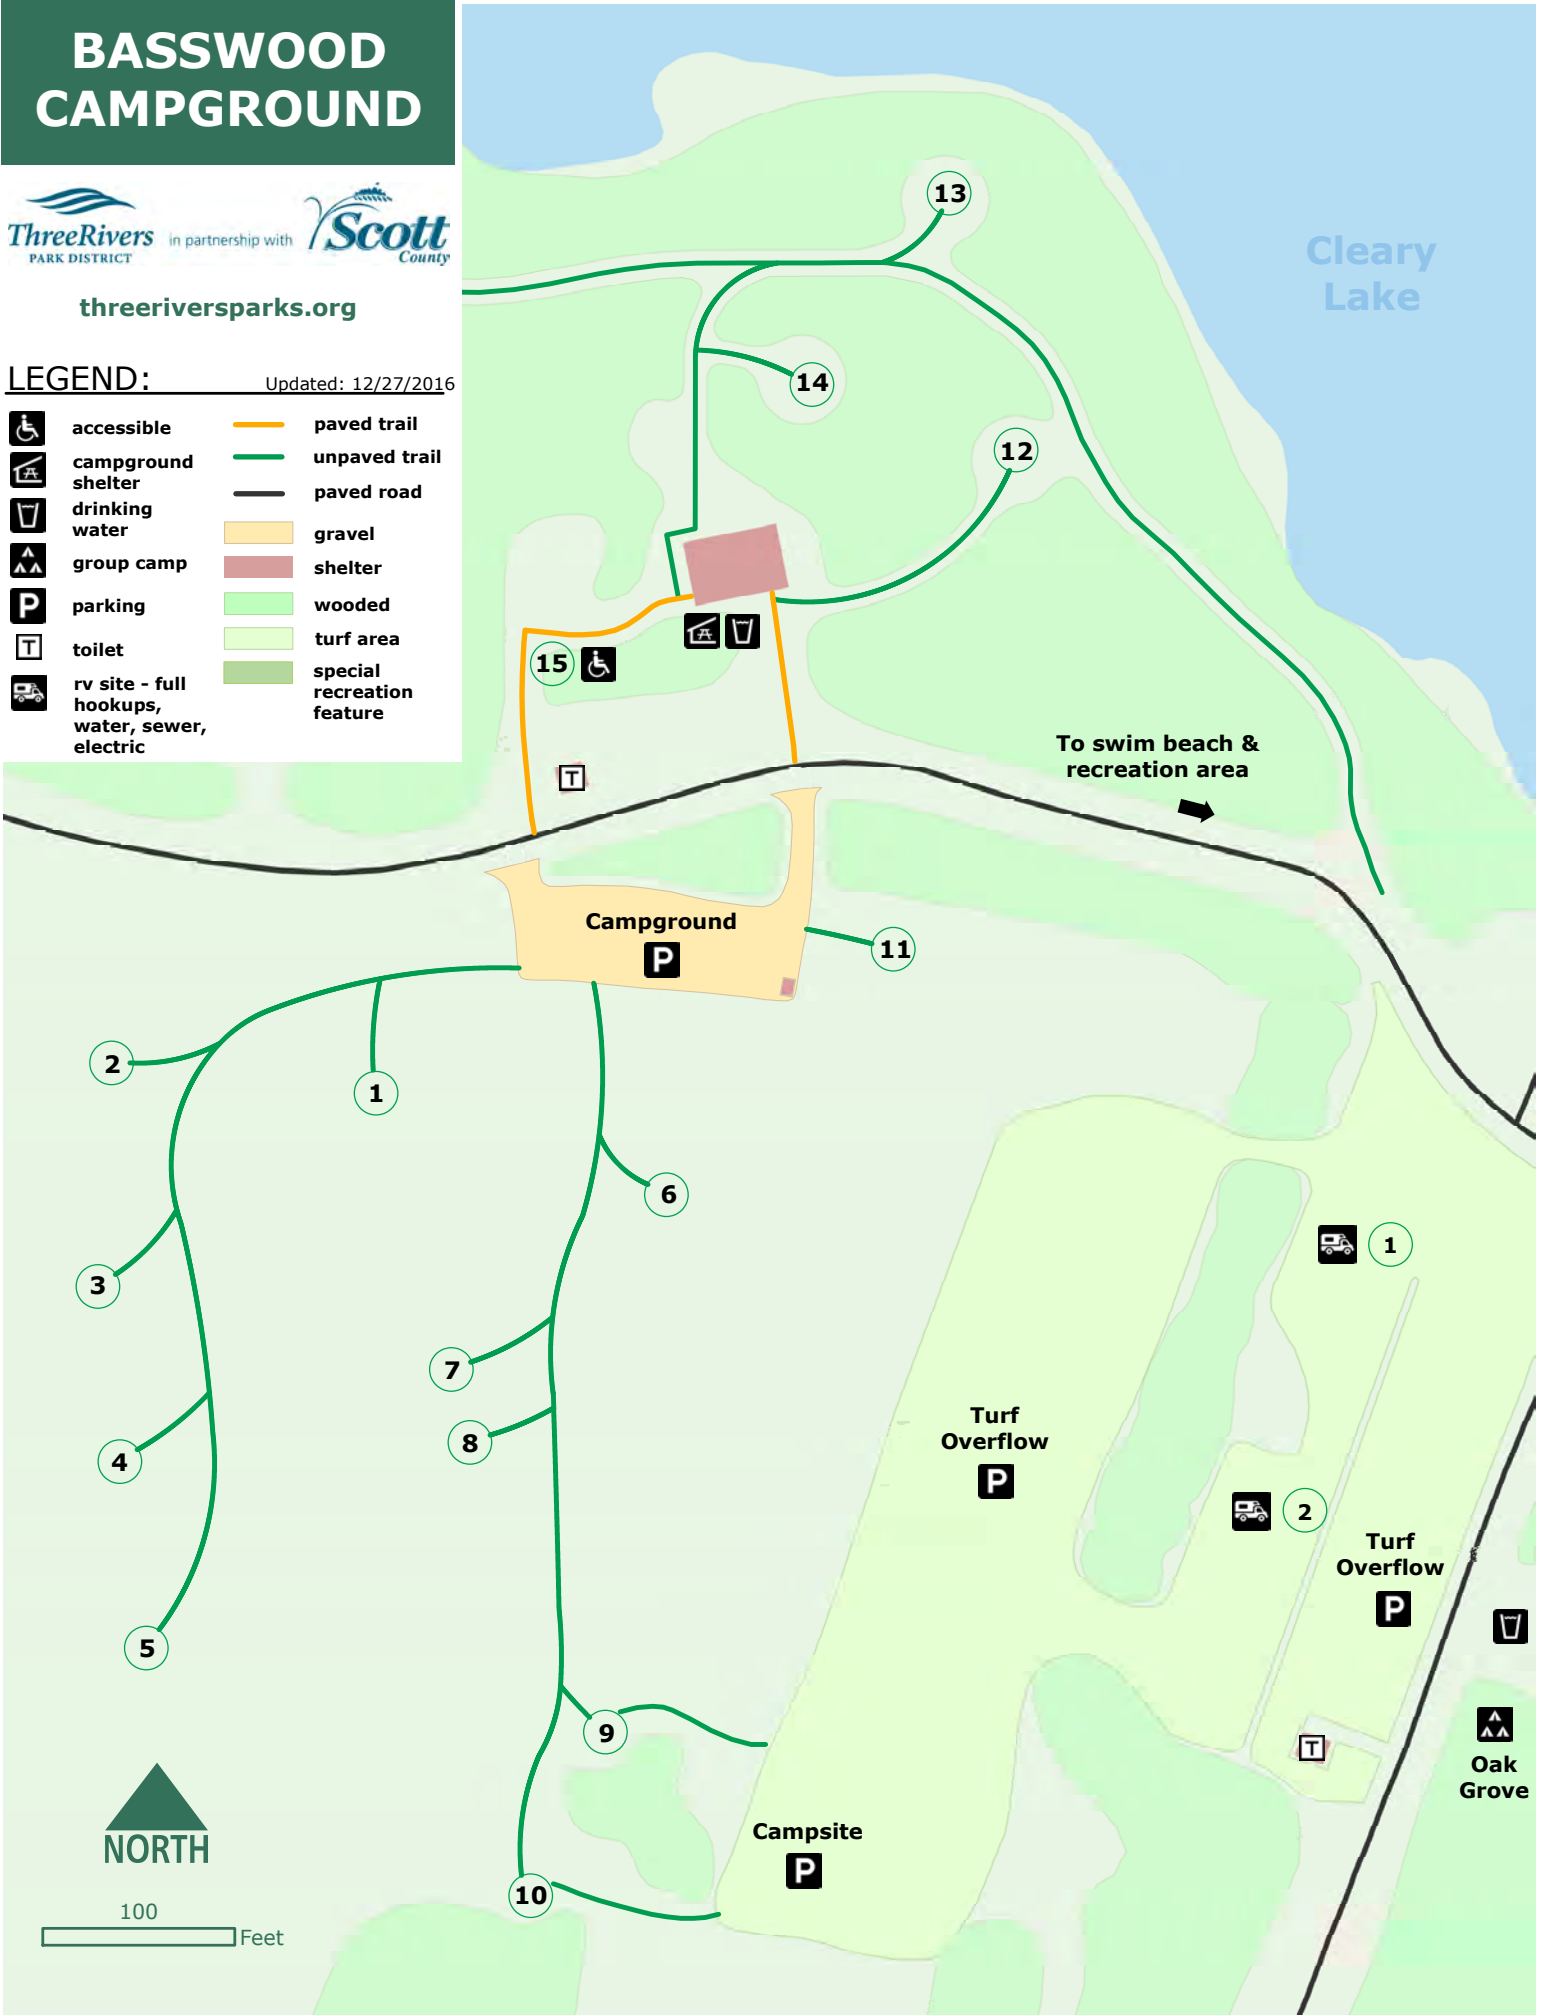 BASSWOOD
CAMPGROUND
ThreeRivers
PARK DISTRICT
in partnership with
Scott
County
threeriversparks.org
LEGEND:
Updated: 12/27/2016
accessible
campground
shelter
drinking
water
group camp
P
parking
T
toilet
rv site - full
hookups,
water, sewer,
electric
paved trail
unpaved trail
paved road
gravel
shelter
wooded
turf area
special
recreation
feature
13
Cleary
Lake
14
12
15
To swim beach &
recreation area
T
Campground
P
11
2
1
6
3
1
7
Turf
Overflow
P
8
4
2
Turf
Overflow
P
5
9
T
Oak
Grove
Campsite
P
10
NORTH
100
Feet